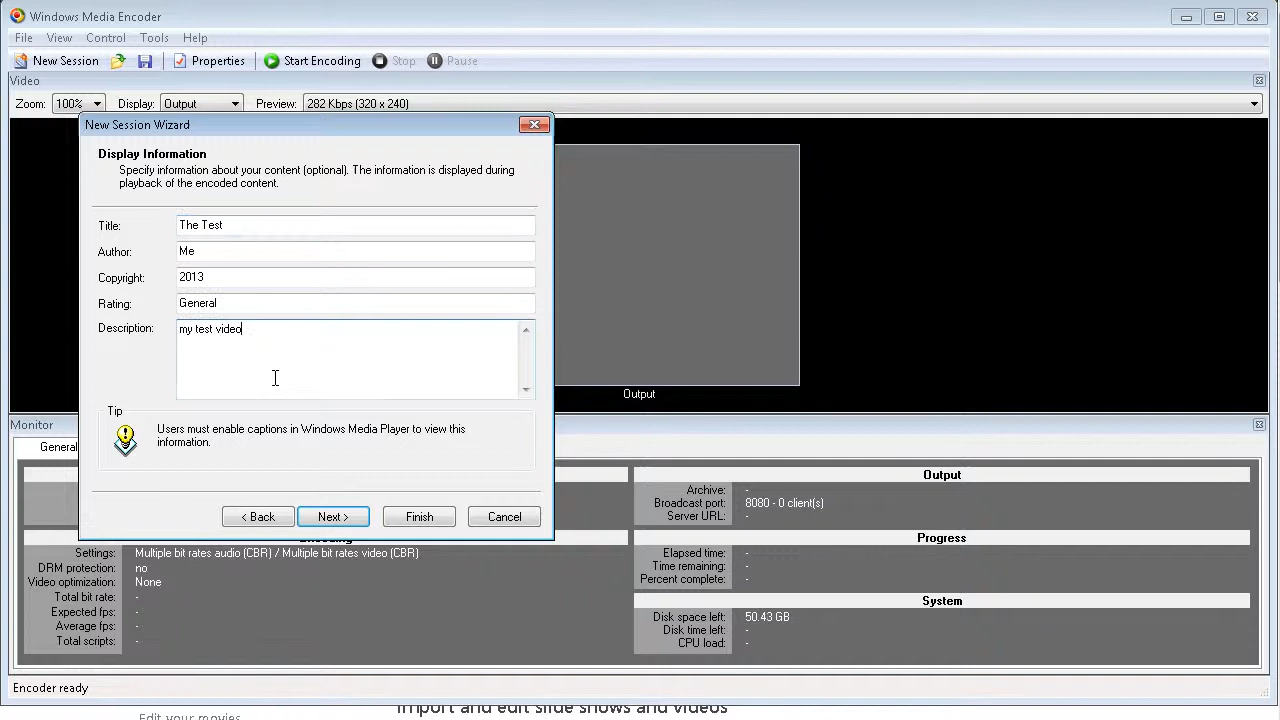 Windows Media Encoder
File View Control Tools Help
New Session Properties Start Encoding Stop Pause
Video
Zoom: 100% Display: Output Preview: 282 Kbps (320 x 240)
New Session Wizard
Display Information
Specify information about your content (optional). The information is displayed during
playback of the encoded content.
Title: The Test
Author: Me
Copyright: 2013
Rating: General
Description: my test video
Tip
Users must enable captions in Windows Media Player to view this
information.
< Back Next > Finish Cancel
Output
Monitor
General
Output
Archive: -
Broadcast port: 8080 - 0 client(s)
Server URL: -
Encoding
Settings: Multiple bit rates audio (CBR) / Multiple bit rates video (CBR)
DRM protection: no
Video optimization: None
Total bit rate: -
Expected fps: -
Average fps: -
Total scripts: -
Progress
Elapsed time: -
Time remaining: -
Percent complete: -
System
Disk space left: 50.43 GB
Disk time left: -
CPU load: -
Encoder ready
Edit your movies
Import and edit slide shows and videos